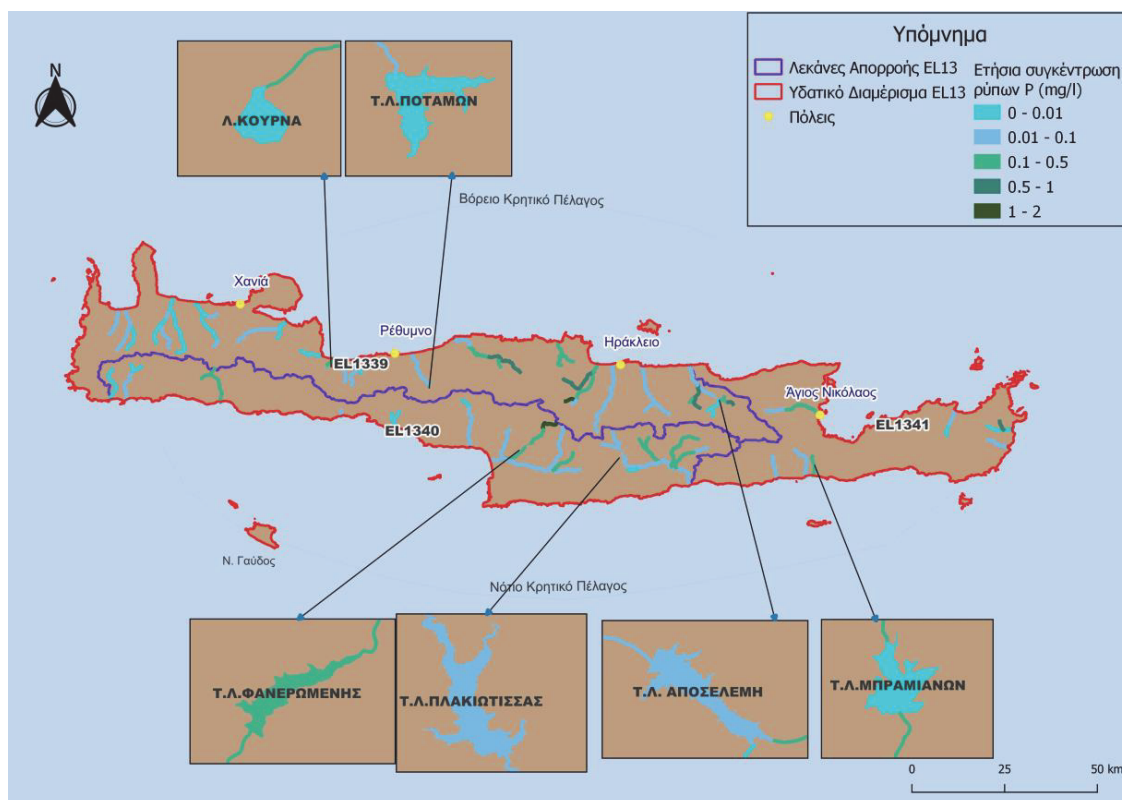 Υπόμνημα
Λεκάνες Απορροής EL13
Υδατικό Διαμέρισμα EL13
Πόλεις
Ετήσια συγκέντρωση
ρύπων P (mg/l)
0 - 0.01
0.01 - 0.1
0.1 - 0.5
0.5 - 1
1 - 2
N
Λ.ΚΟΥΡΝΑ
Τ.Λ.ΠΟΤΑΜΩΝ
Βόρειο Κρητικό Πέλαγος
Χανιά
Ρέθυμνο
Ηράκλειο
EL1339
Άγιος Νικόλαος
EL1340
EL1341
Ν. Γαύδος
Νότιο Κρητικό Πέλαγος
Τ.Λ.ΦΑΝΕΡΩΜΕΝΗΣ
Τ.Λ.ΠΛΑΚΙΩΤΙΣΣΑΣ
Τ.Λ. ΑΠΟΣΕΛΕΜΗ
Τ.Λ.ΜΠΡΑΜΙΑΝΩΝ
0 25 50 km